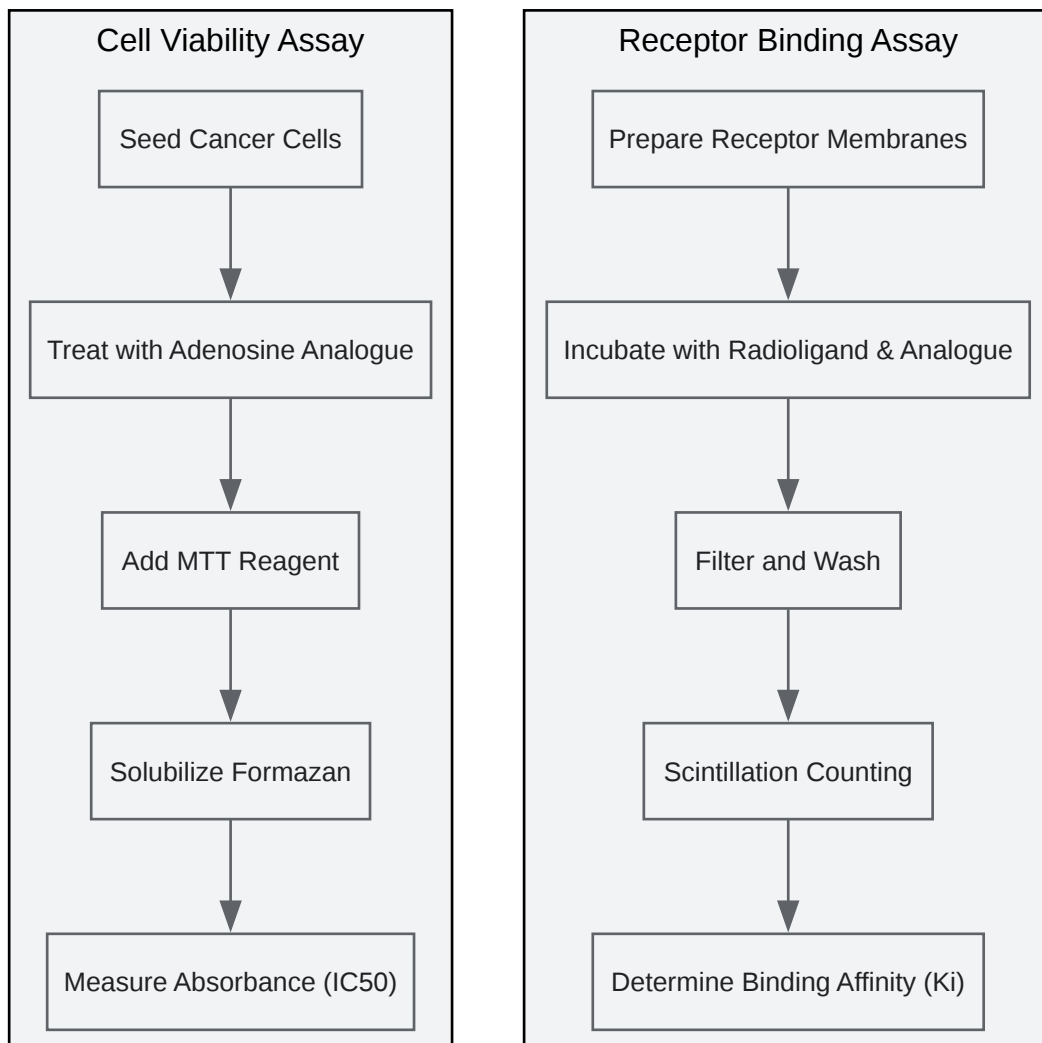 Cell Viability Assay
Seed Cancer Cells
Treat with Adenosine Analogue
Add MTT Reagent
Solubilize Formazan
Measure Absorbance (IC50)
Receptor Binding Assay
Prepare Receptor Membranes
Incubate with Radioligand & Analogue
Filter and Wash
Scintillation Counting
Determine Binding Affinity (Ki)